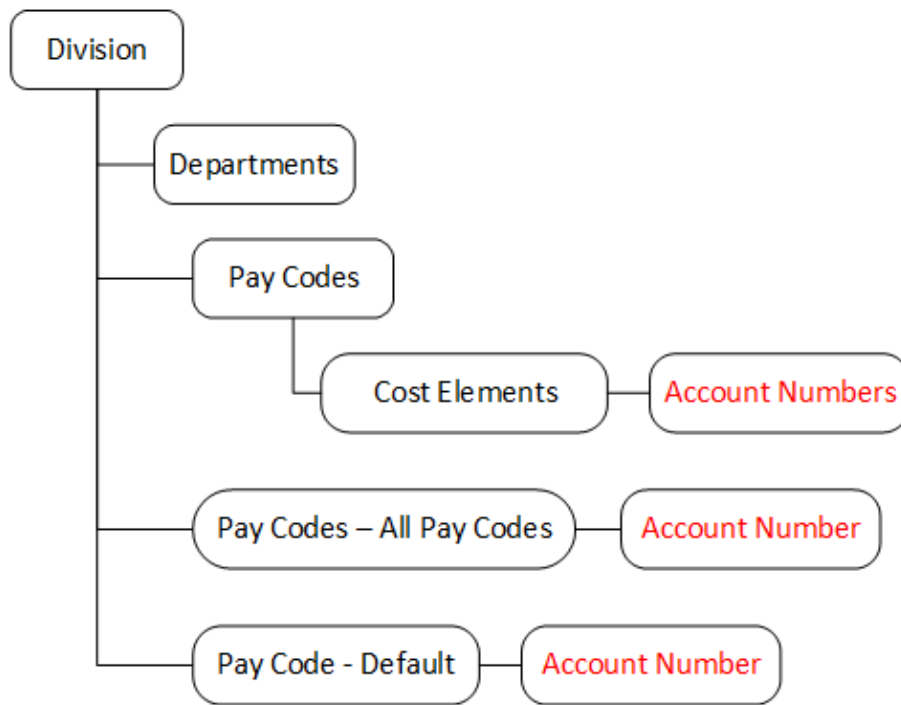 Division
Departments
Pay Codes
Cost Elements
Account Numbers
Pay Codes – All Pay Codes
Account Number
Pay Code - Default
Account Number